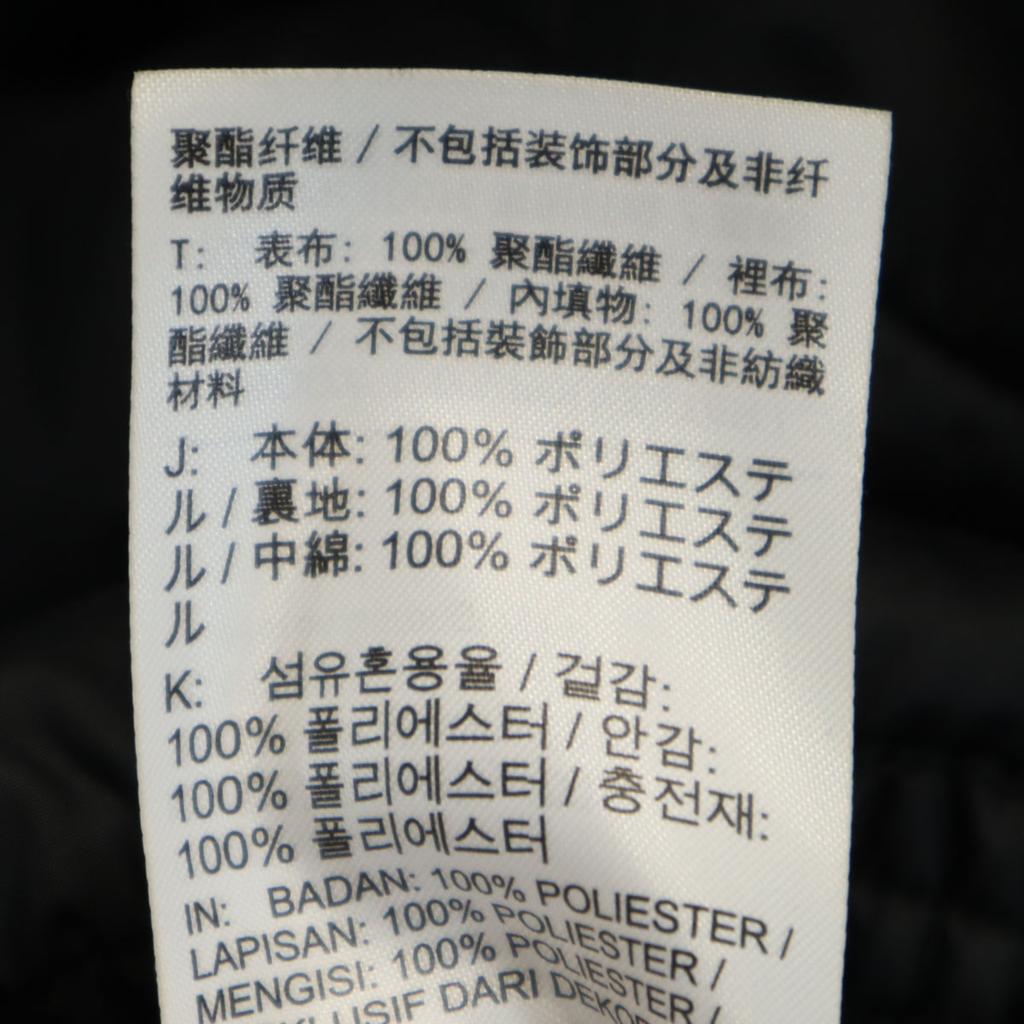 聚酯纤维 / 不包括装饰部分及非纤
维物质
T: 表布: 100% 聚酯纖維 / 裡布:
100% 聚酯纖維 / 內填物: 100% 聚
酯纖維 / 不包括裝飾部分及非紡織
材料
J: 本体: 100% ポリエステ
ル / 裏地: 100% ポリエステ
ル / 中綿: 100% ポリエステ
ル
K: 섬유혼용율 / 겉감:
100% 폴리에스터 / 안감:
100% 폴리에스터 / 충전재:
100% 폴리에스터
IN: BADAN: 100% POLIESTER /
LAPISAN: 100% POLIESTER /
MENGISI: 100% POLIESTER /
DARI